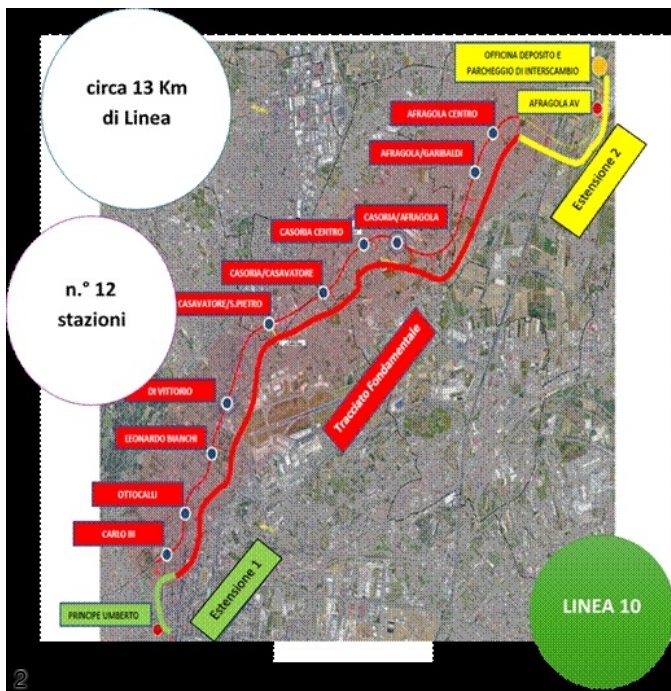 circa 13 Km
di Linea
OFFICINA DEPOSITO E
PARCHEGGIO DI INTERSCAMBIO
AFRAGOLA AV
AFRAGOLA CENTRO
AFRAGOLA/GARIBALDI
Estensione 2
CASORIA/AFRAGOLA
CASORIA CENTRO
CASORIA/CASAVATORE
n.° 12
stazioni
CASAVATORE/S.PIETRO
Tracciato Fondamentale
DI VITTORIO
LEONARDO BIANCHI
OTTOCALLI
CARLO III
Estensione 1
PRINCIPE UMBERTO
LINEA 10
2